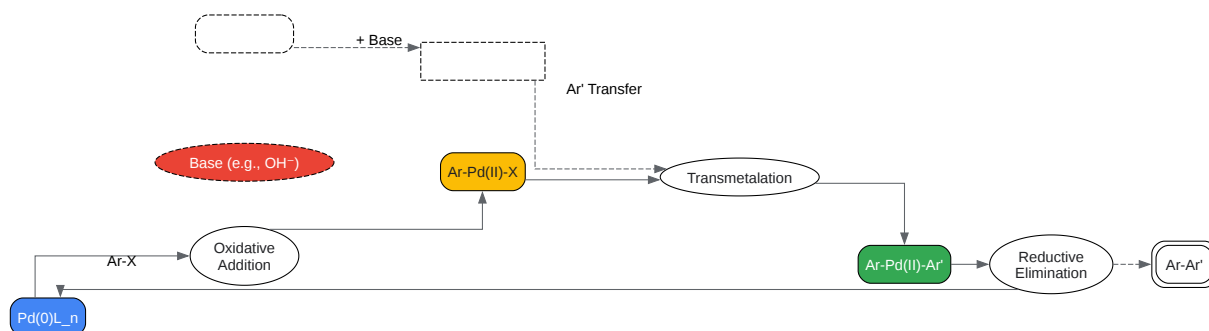 + Base
Ar' Transfer
Base (e.g., OH⁻)
Ar-Pd(II)-X
Transmetalation
Oxidative
Addition
Ar-X
Ar-Pd(II)-Ar'
Reductive
Elimination
Ar-Ar'
Pd(0)L_n